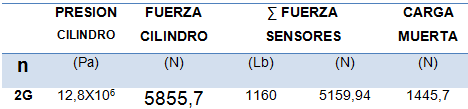 PRESION FUERZA ∑ FUERZA CARGA
CILINDRO CILINDRO SENSORES MUERTA
n (Pa) (N) (Lb) (N) (N)
2G 12,8X10⁶ 5855,7 1160 5159,94 1445,7